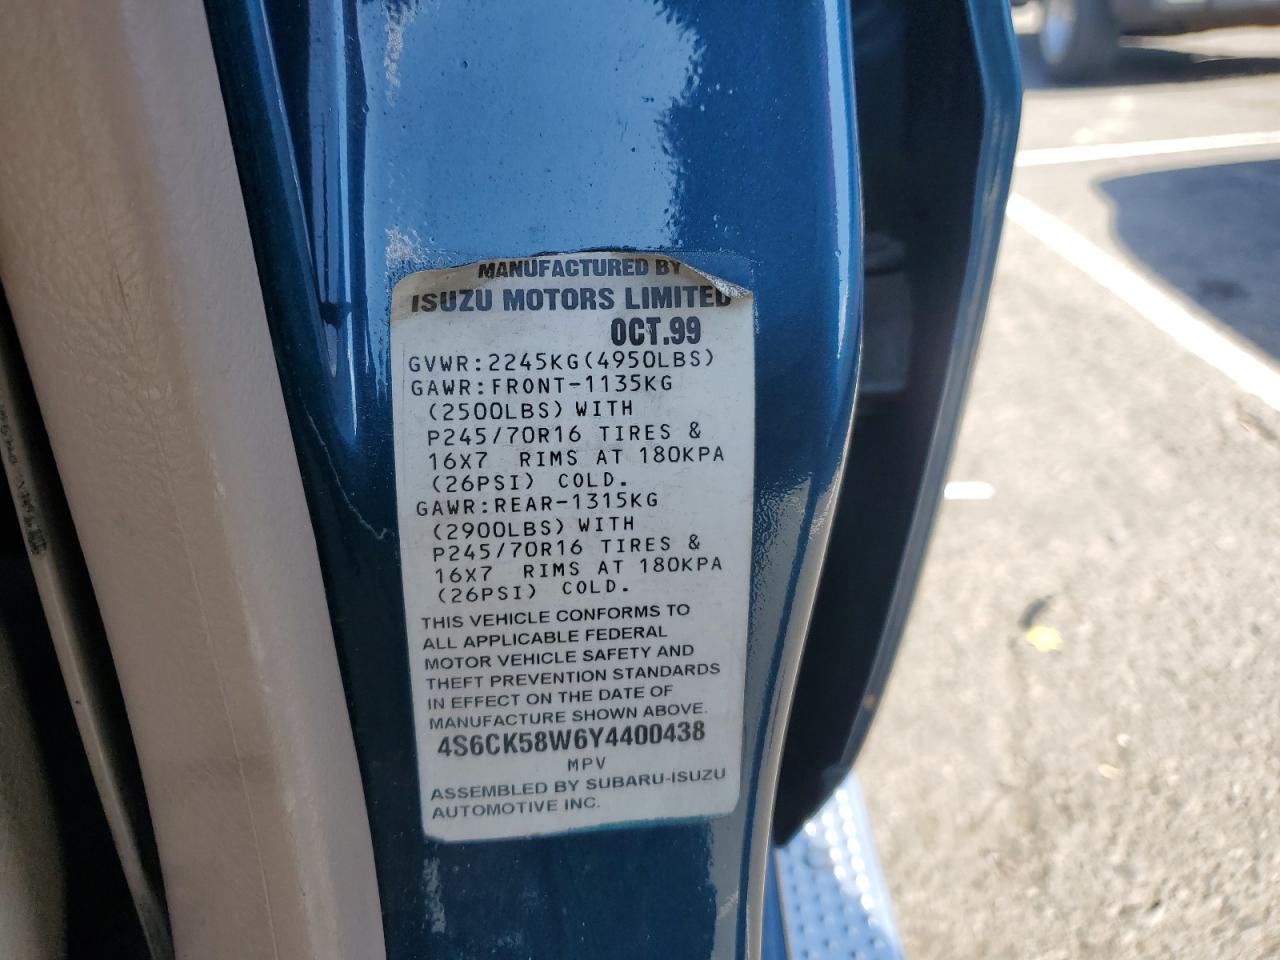 MANUFACTURED BY
ISUZU MOTORS LIMITED
OCT.99
GVWR:2245KG(4950LBS)
GAWR:FRONT-1135KG
(2500LBS)WITH
P245/70R16 TIRES &
16X7 RIMS AT 180KPA
(26PSI) COLD.
GAWR:REAR-1315KG
(2900LBS)WITH
P245/70R16 TIRES &
16X7 RIMS AT 180KPA
(26PSI) COLD.
THIS VEHICLE CONFORMS TO
ALL APPLICABLE FEDERAL
MOTOR VEHICLE SAFETY AND
THEFT PREVENTION STANDARDS
IN EFFECT ON THE DATE OF
MANUFACTURE SHOWN ABOVE.
4S6CK58W6Y4400438
MPV
ASSEMBLED BY SUBARU-ISUZU
AUTOMOTIVE INC.